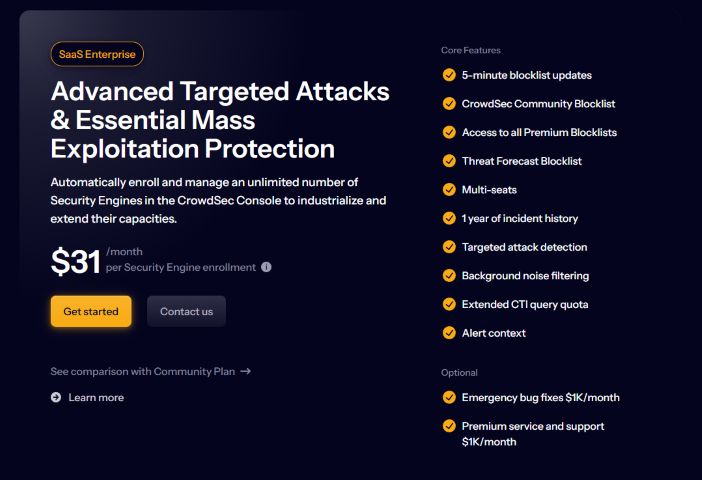 SaaS Enterprise
Advanced Targeted Attacks
& Essential Mass
Exploitation Protection
Automatically enroll and manage an unlimited number of
Security Engines in the CrowdSec Console to industrialize and
extend their capacities.
$31 /month
per Security Engine enrollment
Get started
Contact us
See comparison with Community Plan →
Learn more
Core Features
5-minute blocklist updates
CrowdSec Community Blocklist
Access to all Premium Blocklists
Threat Forecast Blocklist
Multi-seats
1 year of incident history
Targeted attack detection
Background noise filtering
Extended CTI query quota
Alert context
Optional
Emergency bug fixes $1K/month
Premium service and support
$1K/month